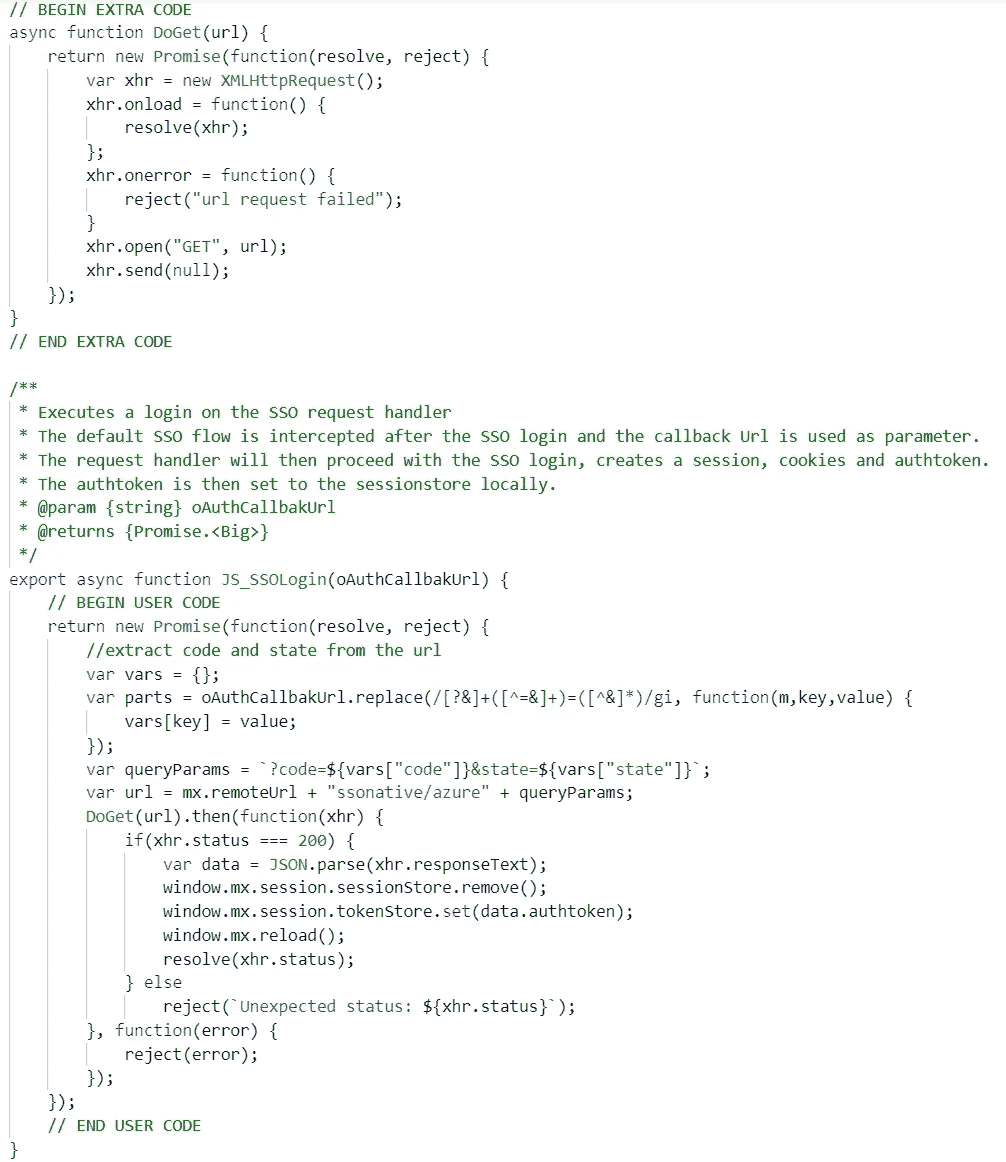 // BEGIN EXTRA CODE
async function DoGet(url) {
    return new Promise(function(resolve, reject) {
        var xhr = new XMLHttpRequest();
        xhr.onload = function() {
            resolve(xhr);
        };
        xhr.onerror = function() {
            reject("url request failed");
        }
        xhr.open("GET", url);
        xhr.send(null);
    });
}
// END EXTRA CODE

/**
 * Executes a login on the SSO request handler
 * The default SSO flow is intercepted after the SSO login and the callback Url is used as parameter.
 * The request handler will then proceed with the SSO login, creates a session, cookies and authtoken.
 * The authtoken is then set to the sessionstore locally.
 * @param {string} oAuthCallbakUrl
 * @returns {Promise.<Big>}
 */
export async function JS_SSOLogin(oAuthCallbakUrl) {
    // BEGIN USER CODE
    return new Promise(function(resolve, reject) {
        //extract code and state from the url
        var vars = {};
        var parts = oAuthCallbakUrl.replace(/[?&]+([^=&]+)=([^&]*)/gi, function(m,key,value) {
            vars[key] = value;
        });
        var queryParams = `?code=${vars["code"]}&state=${vars["state"]}`;
        var url = mx.remoteUrl + "ssonative/azure" + queryParams;
        DoGet(url).then(function(xhr) {
            if(xhr.status === 200) {
                var data = JSON.parse(xhr.responseText);
                window.mx.session.sessionStore.remove();
                window.mx.session.tokenStore.set(data.authtoken);
                window.mx.reload();
                resolve(xhr.status);
            } else
                reject(`Unexpected status: ${xhr.status}`);
        }, function(error) {
            reject(error);
        });
    });
    // END USER CODE
}